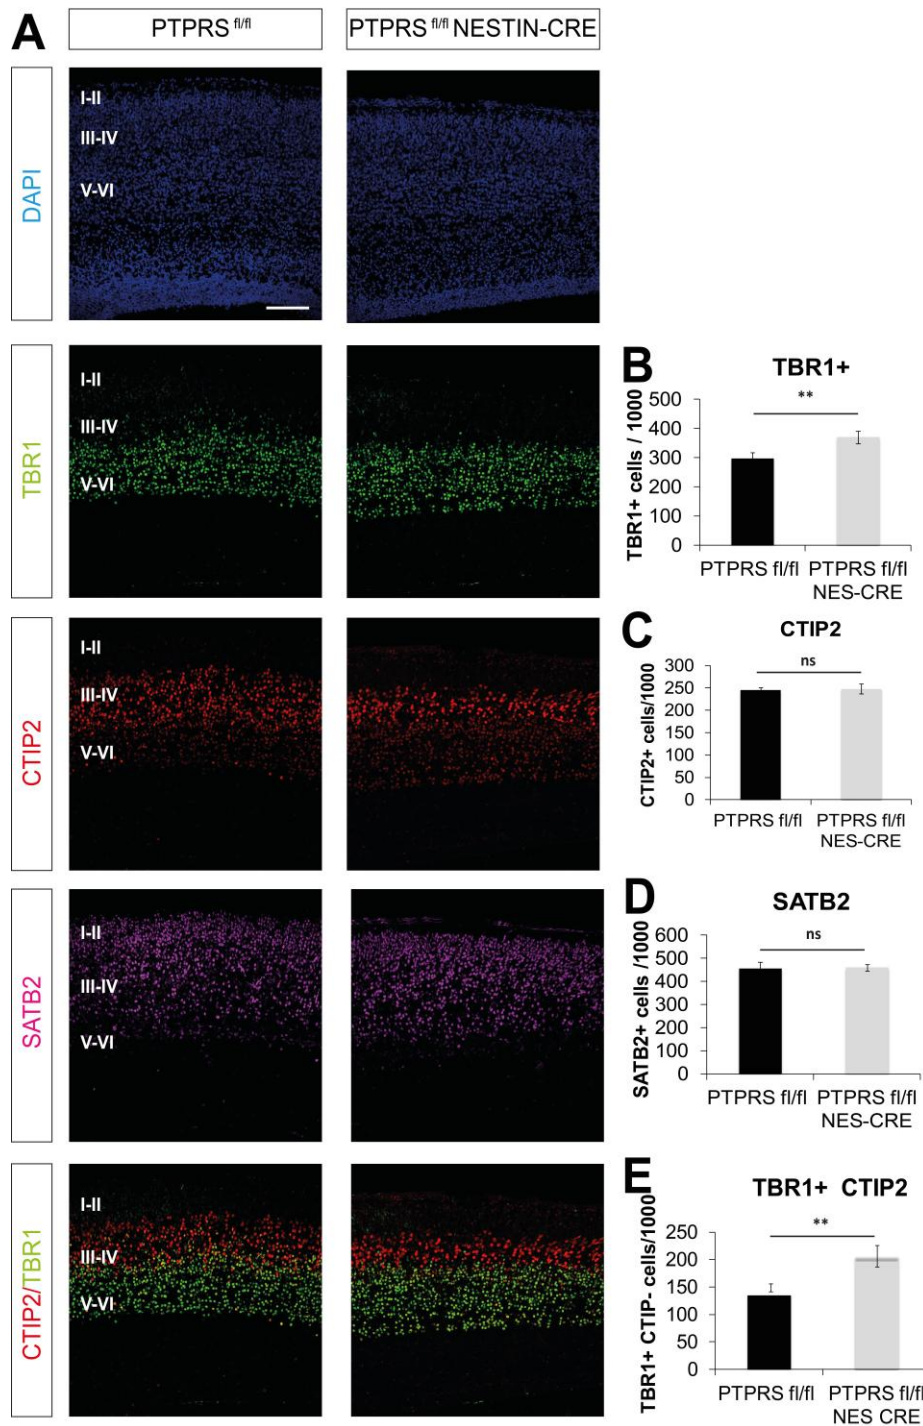 A
PTPRS fl/fl
PTPRS fl/fl NESTIN-CRE
DAPI
I-II
III-IV
V-VI
TBR1
I-II
III-IV
V-VI
CTIP2
I-II
III-IV
V-VI
SATB2
I-II
III-IV
V-VI
CTIP2/TBR1
I-II
III-IV
V-VI
B
TBR1+
TBR1+ cells / 1000
500
400
300
200
100
0
**
PTPRS fl/fl
PTPRS fl/fl
NES-CRE
C
CTIP2
CTIP2+ cells/1000
300
250
200
150
100
50
0
ns
PTPRS fl/fl
PTPRS fl/fl
NES-CRE
D
SATB2
SATB2+ cells /1000
600
500
400
300
200
100
0
ns
PTPRS fl/fl
PTPRS fl/fl
NES-CRE
E
TBR1+ CTIP2
TBR1+ CTIP- cells/1000
250
200
150
100
50
0
**
PTPRS fl/fl
PTPRS fl/fl
NES CRE